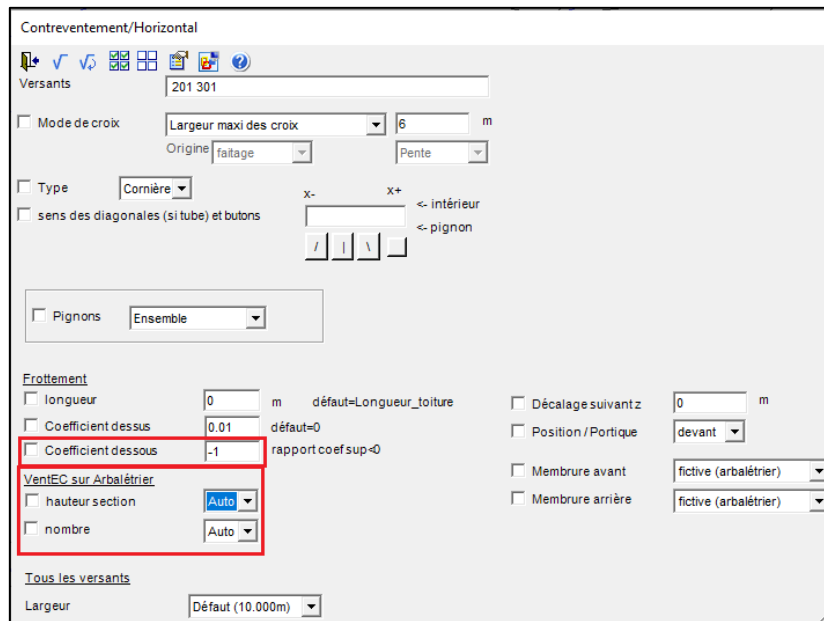 Contreventement/Horizontal
Versants 201 301
Mode de croix Largeur maxi des croix 6 m
Origine faitage Pente
Type Cornière x- x+
<- intérieur
sens des diagonales (si tube) et butons
<- pignon
/ | \
Pignons Ensemble
Frottement
longueur 0 m défaut=Longueur_toiture Décalage suivant z 0 m
Coefficient dessus 0.01 défaut=0 Position / Portique devant
Coefficient dessous -1 rapport coef sup<0
VentEC sur Arbalétrier Membrure avant fictive (arbalétrier)
hauteur section Auto Membrure arrière fictive (arbalétrier)
nombre Auto
Tous les versants
Largeur Défaut (10.000m)